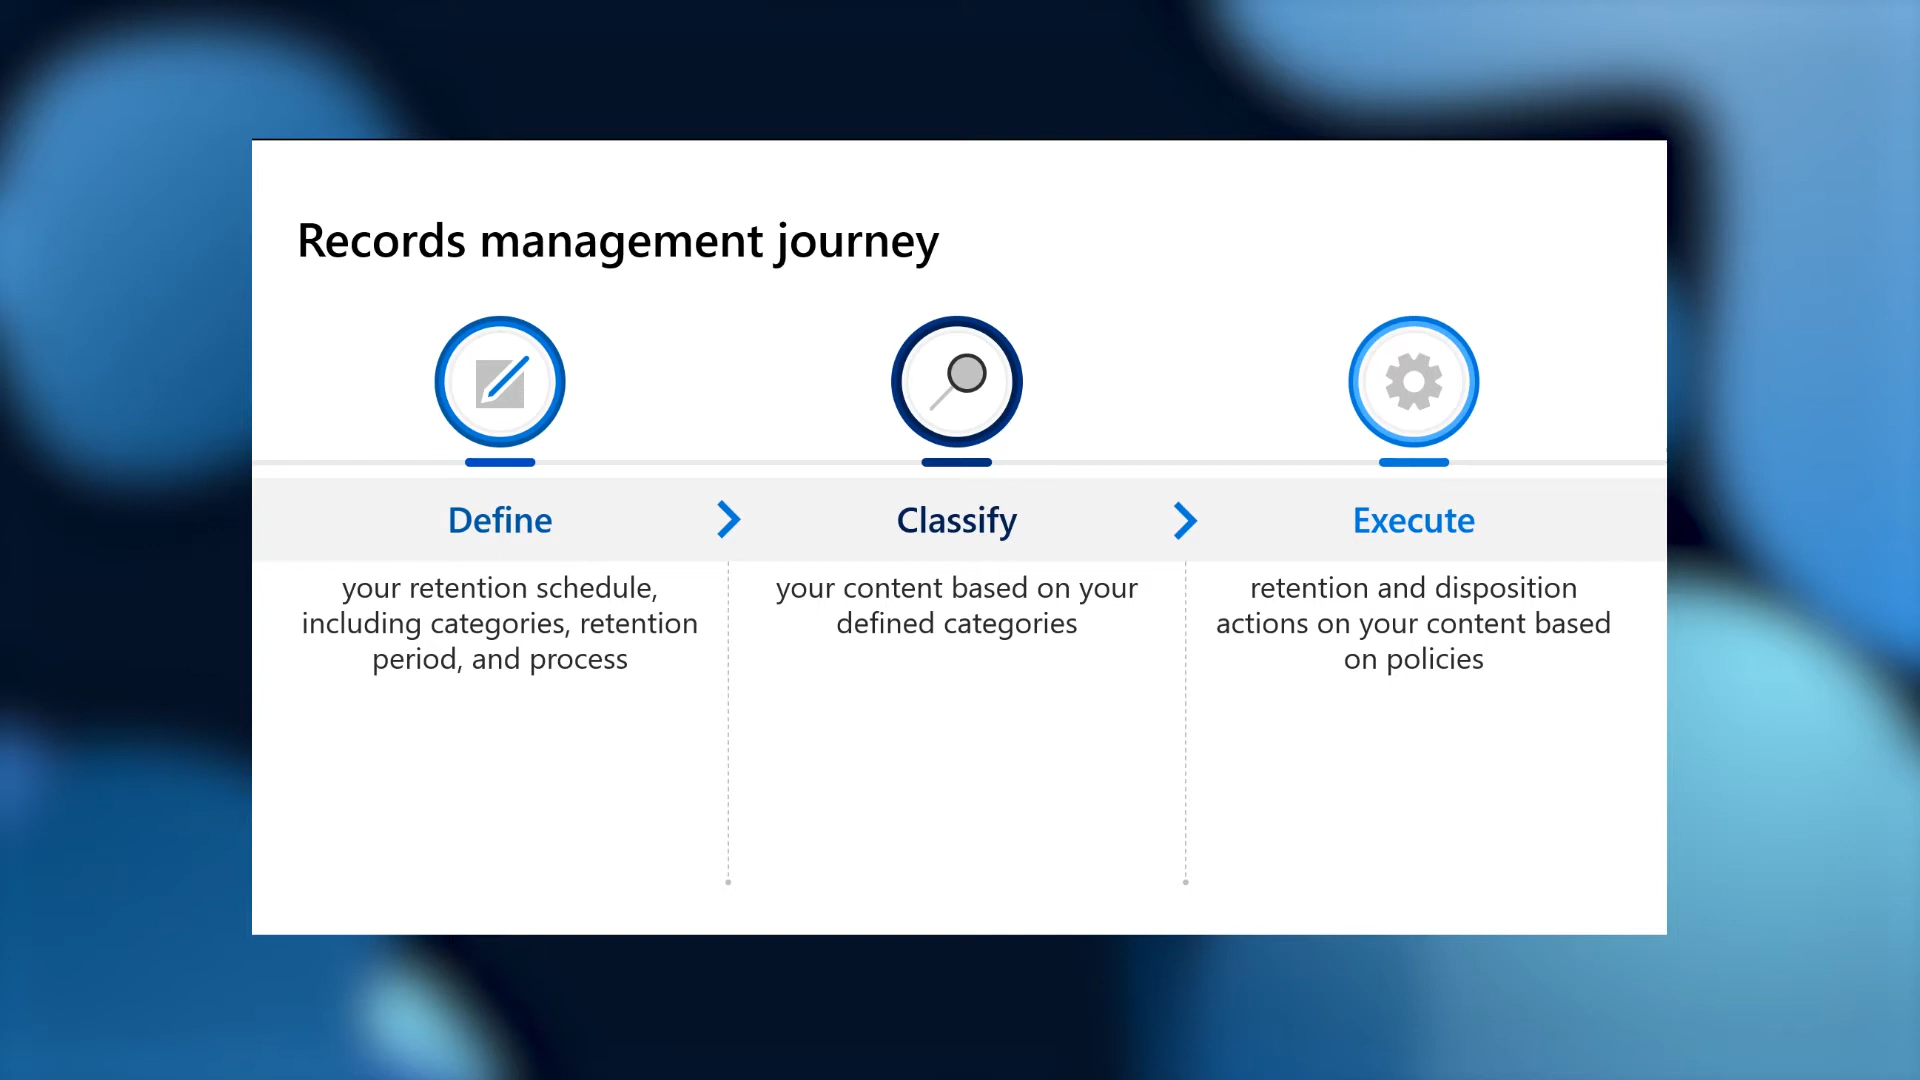 Records management journey
Define
Classify
Execute
your retention schedule,
including categories, retention
period, and process
your content based on your
defined categories
retention and disposition
actions on your content based
on policies